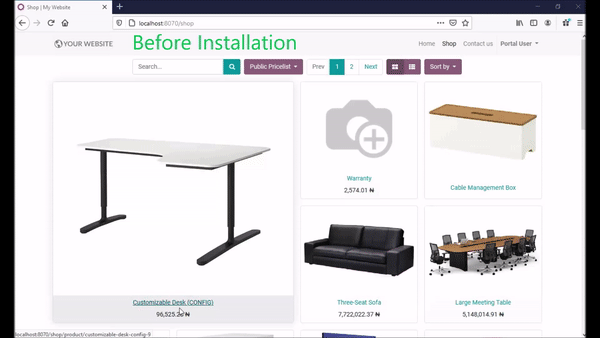 Shop | My Website
localhost:8070/shop
YOUR WEBSITE
Before Installation
Home Shop Contact us Portal User
Search...
Public Pricelist
Prev 1 2 Next
Sort by
Warranty
2,574.01 ₦
Cable Management Box
Customizable Desk (CONFIG)
Three-Seat Sofa
7,722,022.37 ₦
Large Meeting Table
5,148,014.91 ₦
localhost:8070/shop/product/customizable-desk-config-9